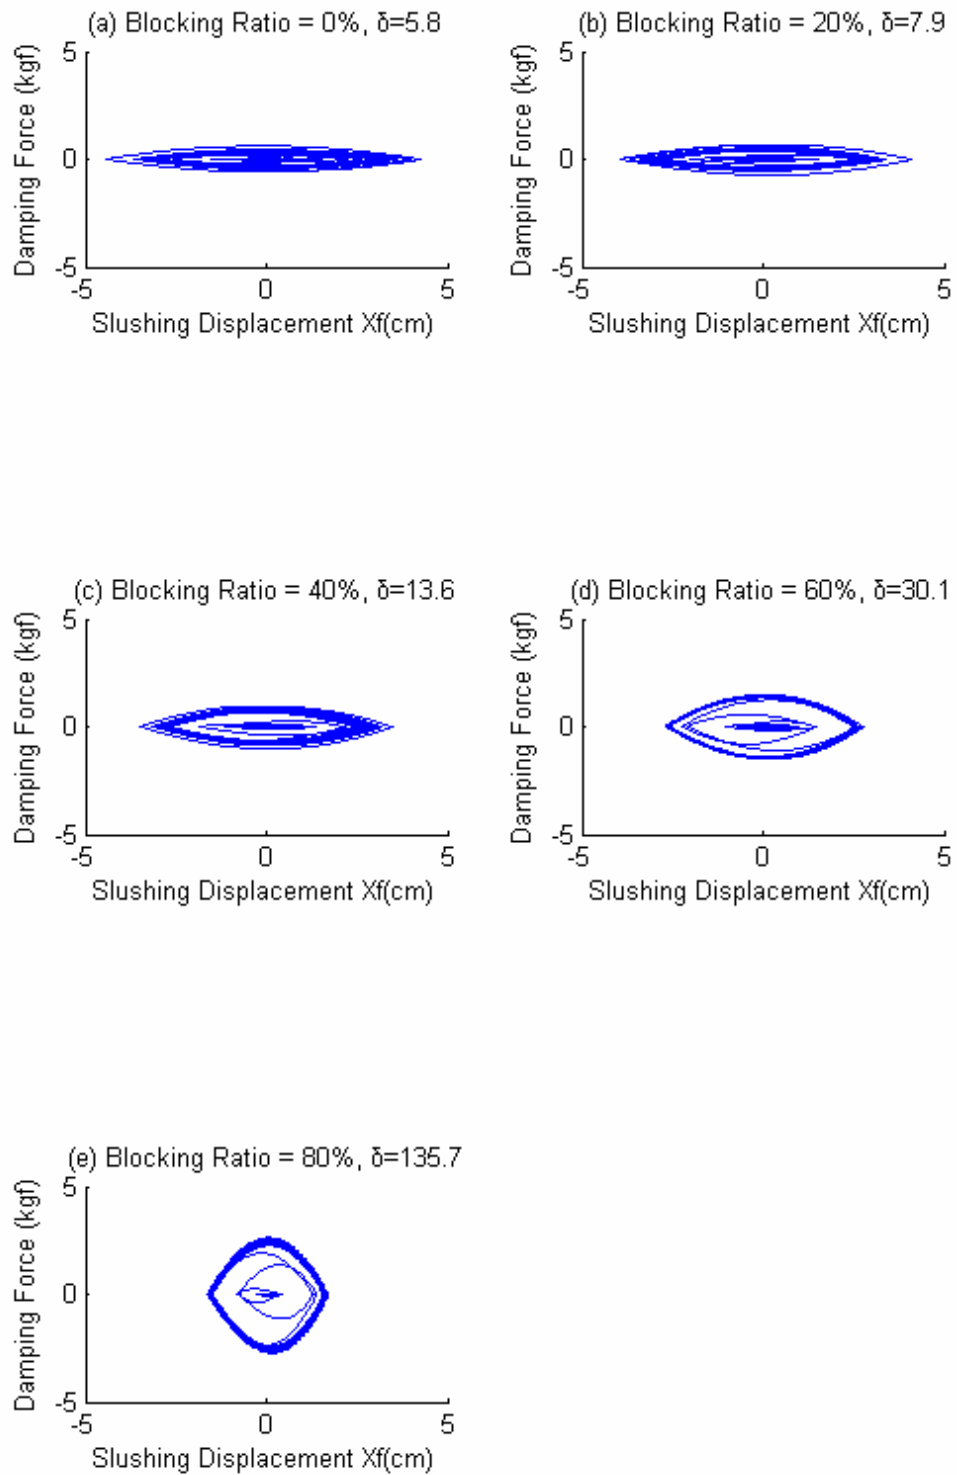 (a) Blocking Ratio = 0%, δ=5.8
5
0
-5
Damping Force (kgf)
-5 0 5
Slushing Displacement Xf(cm)
(b) Blocking Ratio = 20%, δ=7.9
5
0
-5
Damping Force (kgf)
-5 0 5
Slushing Displacement Xf(cm)
(c) Blocking Ratio = 40%, δ=13.6
5
0
-5
Damping Force (kgf)
-5 0 5
Slushing Displacement Xf(cm)
(d) Blocking Ratio = 60%, δ=30.1
5
0
-5
Damping Force (kgf)
-5 0 5
Slushing Displacement Xf(cm)
(e) Blocking Ratio = 80%, δ=135.7
5
0
-5
Damping Force (kgf)
-5 0 5
Slushing Displacement Xf(cm)